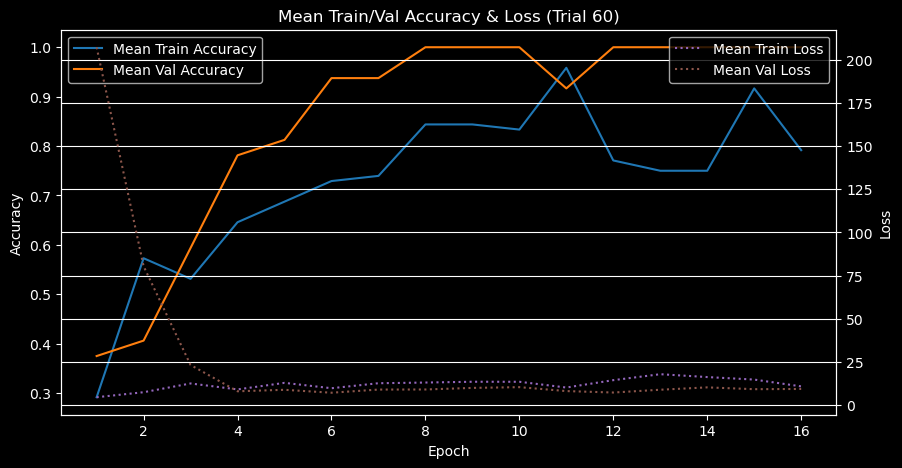 Mean Train/Val Accuracy & Loss (Trial 60)
Mean Train Accuracy
Mean Val Accuracy
Mean Train Loss
Mean Val Loss
1.0
0.9
0.8
0.7
0.6
0.5
0.4
0.3
Accuracy
200
175
150
125
100
75
50
25
0
Loss
2 4 6 8 10 12 14 16
Epoch